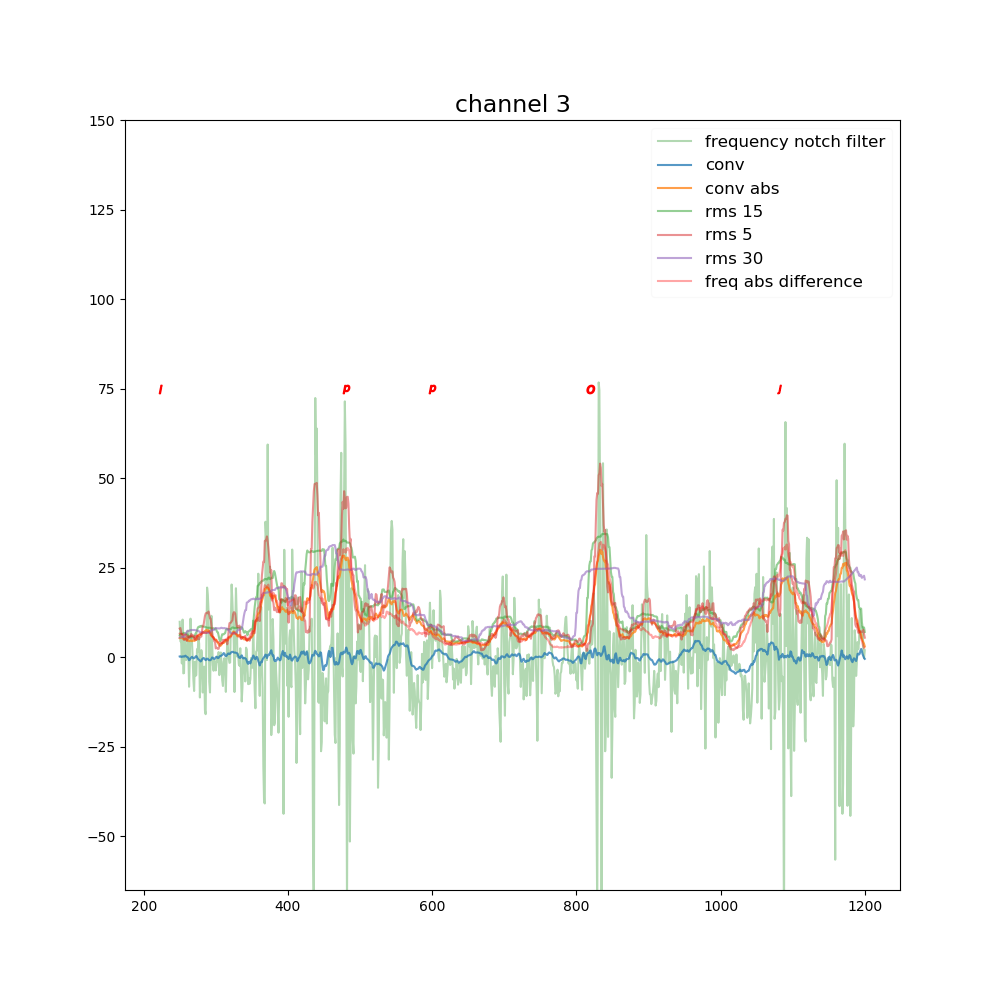 channel 3
150
frequency notch filter
conv
125
conv abs
rms 15
rms 5
rms 30
100
freq abs difference
75
p
p
o
50
25
0
−25
−50
200 400 600 800 1000 1200